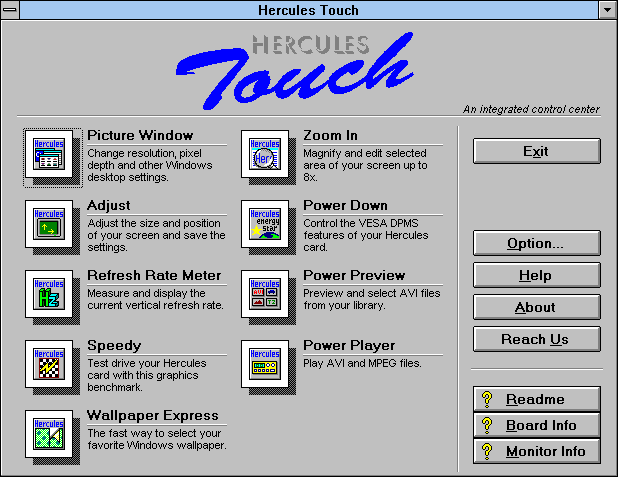 Hercules Touch
HERCULES
Touch
An integrated control center
Hercules
Picture Window
Change resolution, pixel
depth and other Windows
desktop settings.
Hercules
Adjust
Adjust the size and position
of your screen and save the
settings.
Hercules
Hz
Refresh Rate Meter
Measure and display the
current vertical refresh rate.
Hercules
Speedy
Test drive your Hercules
card with this graphics
benchmark.
Hercules
Wallpaper Express
The fast way to select your
favorite Windows wallpaper.
Hercules
Her
Zoom In
Magnify and edit selected
area of your screen up to
8x.
Hercules
energy
star
Power Down
Control the VESA DPMS
features of your Hercules
card.
Hercules
Power Preview
Preview and select AVI files
from your library.
Hercules
Power Player
Play AVI and MPEG files.
Exit
Option...
Help
About
Reach Us
? Readme
? Board Info
? Monitor Info